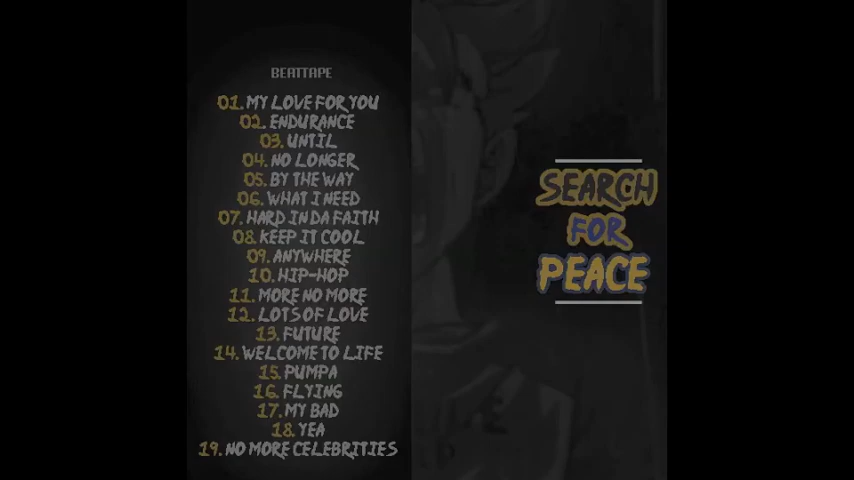 BEATTAPE
01. MY LOVE FOR YOU
02. ENDURANCE
03. UNTIL
04. NO LONGER
05. BY THE WAY
06. WHAT I NEED
07. HARD IN DA FAITH
08. KEEP IT COOL
09. ANYWHERE
10. HIP-HOP
11. MORE NO MORE
12. LOTS OF LOVE
13. FUTURE
14. WELCOME TO LIFE
15. PUMPA
16. FLYING
17. MY BAD
18. YEA
19. NO MORE CELEBRITIES
SEARCH
FOR
PEACE